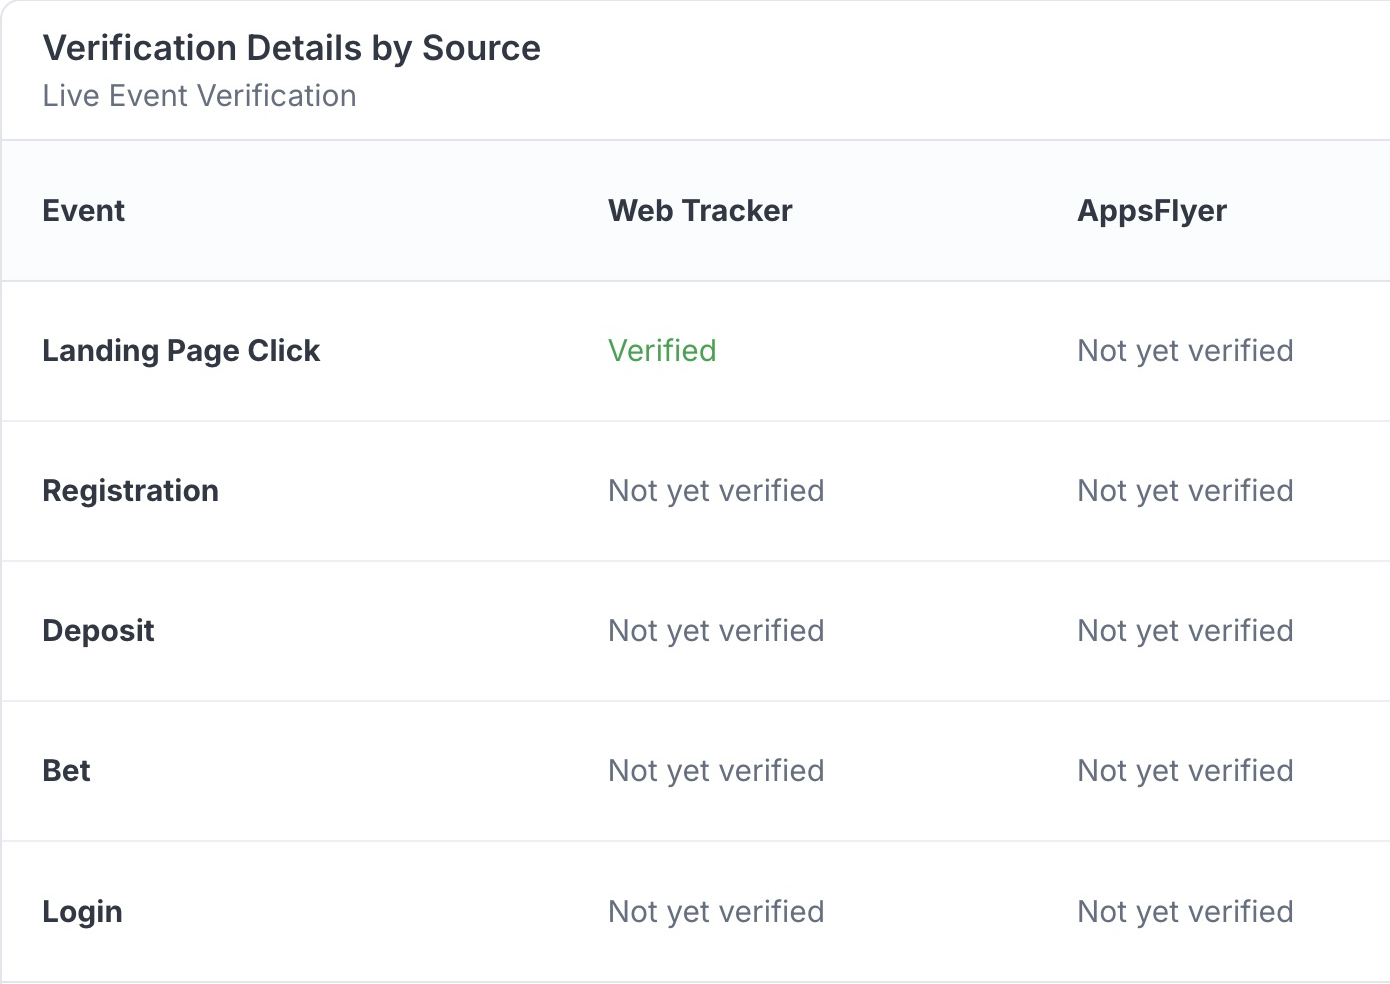 Verification Details by Source
Live Event Verification
Event Web Tracker AppsFlyer
Landing Page Click Verified Not yet verified
Registration Not yet verified Not yet verified
Deposit Not yet verified Not yet verified
Bet Not yet verified Not yet verified
Login Not yet verified Not yet verified